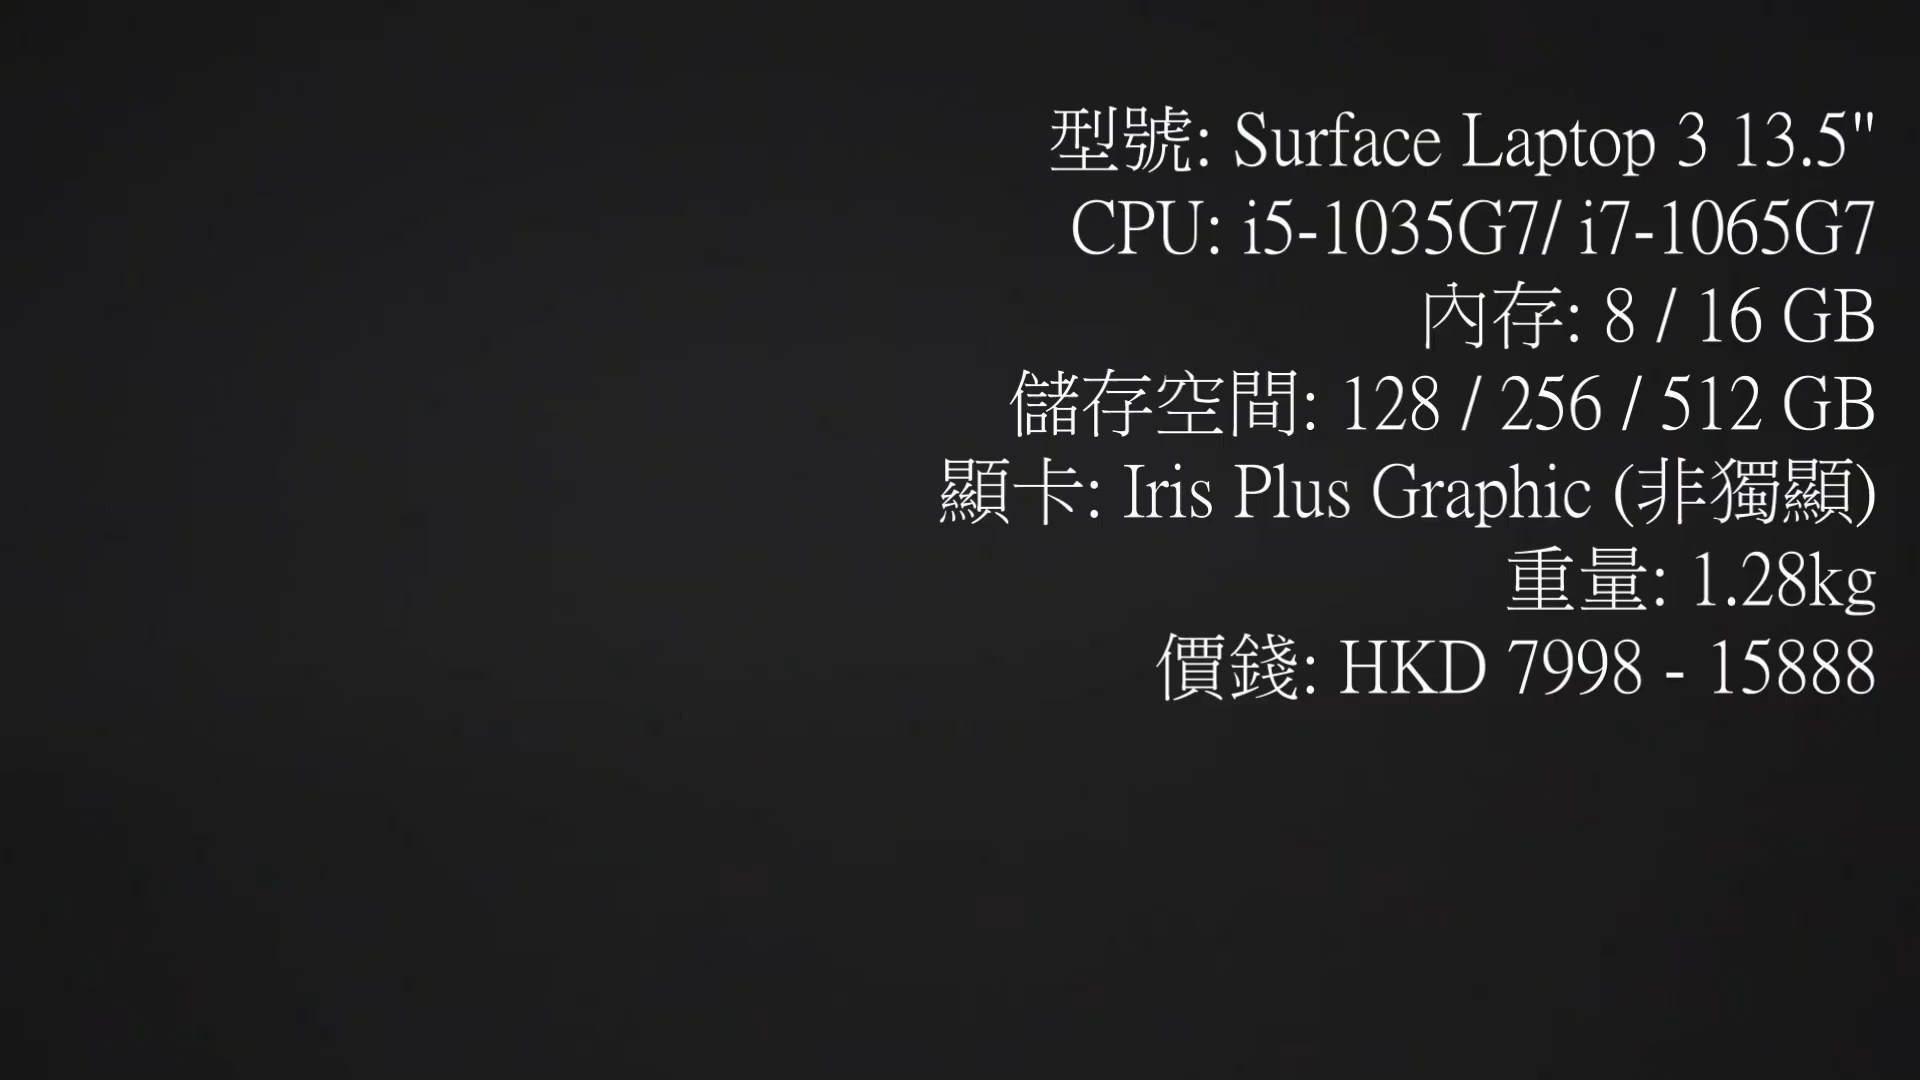 型號: Surface Laptop 3 13.5"
CPU: i5-1035G7/ i7-1065G7
內存: 8 / 16 GB
儲存空間: 128 / 256 / 512 GB
顯卡: Iris Plus Graphic (非獨顯)
重量: 1.28kg
價錢: HKD 7998 - 15888